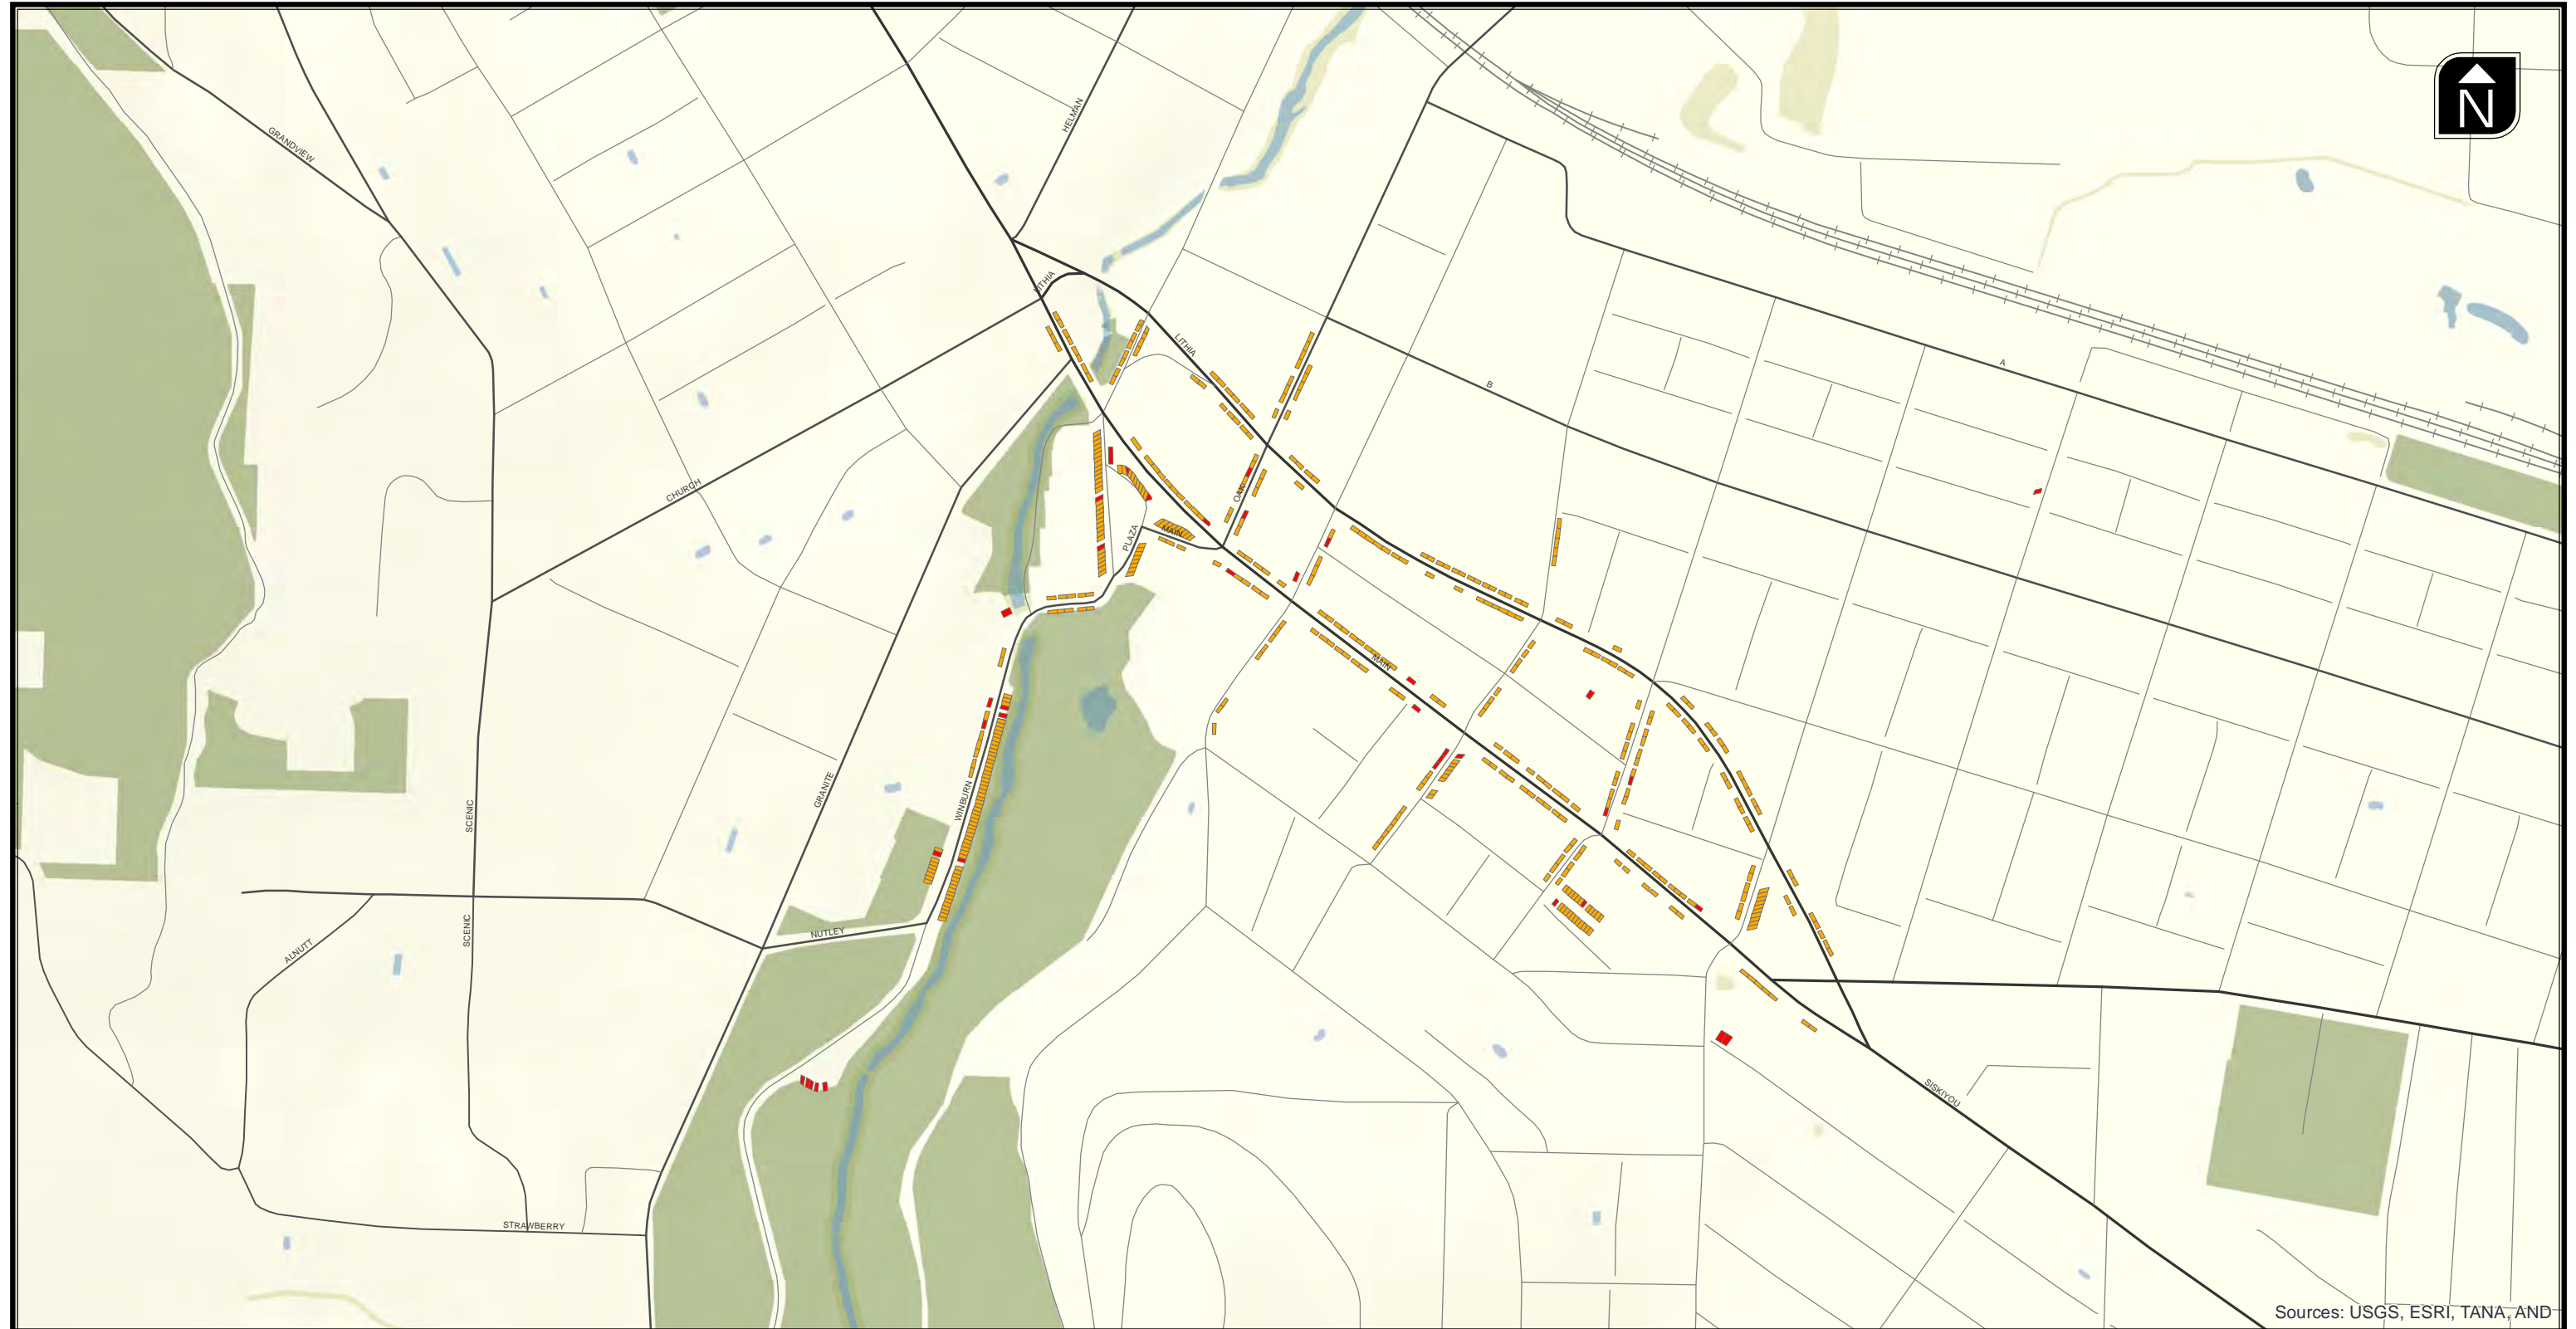 N
HELMAN
GRANDVIEW
LITHIA
LITHIA
A
B
CHURCH
OAK
PLAZA
MAIN
MAIN
GRANITE
WINBURN
SCENIC
SCENIC
NUTLEY
ALNUTT
SISKIYOU
STRAWBERRY
Sources: USGS, ESRI, TANA, AND